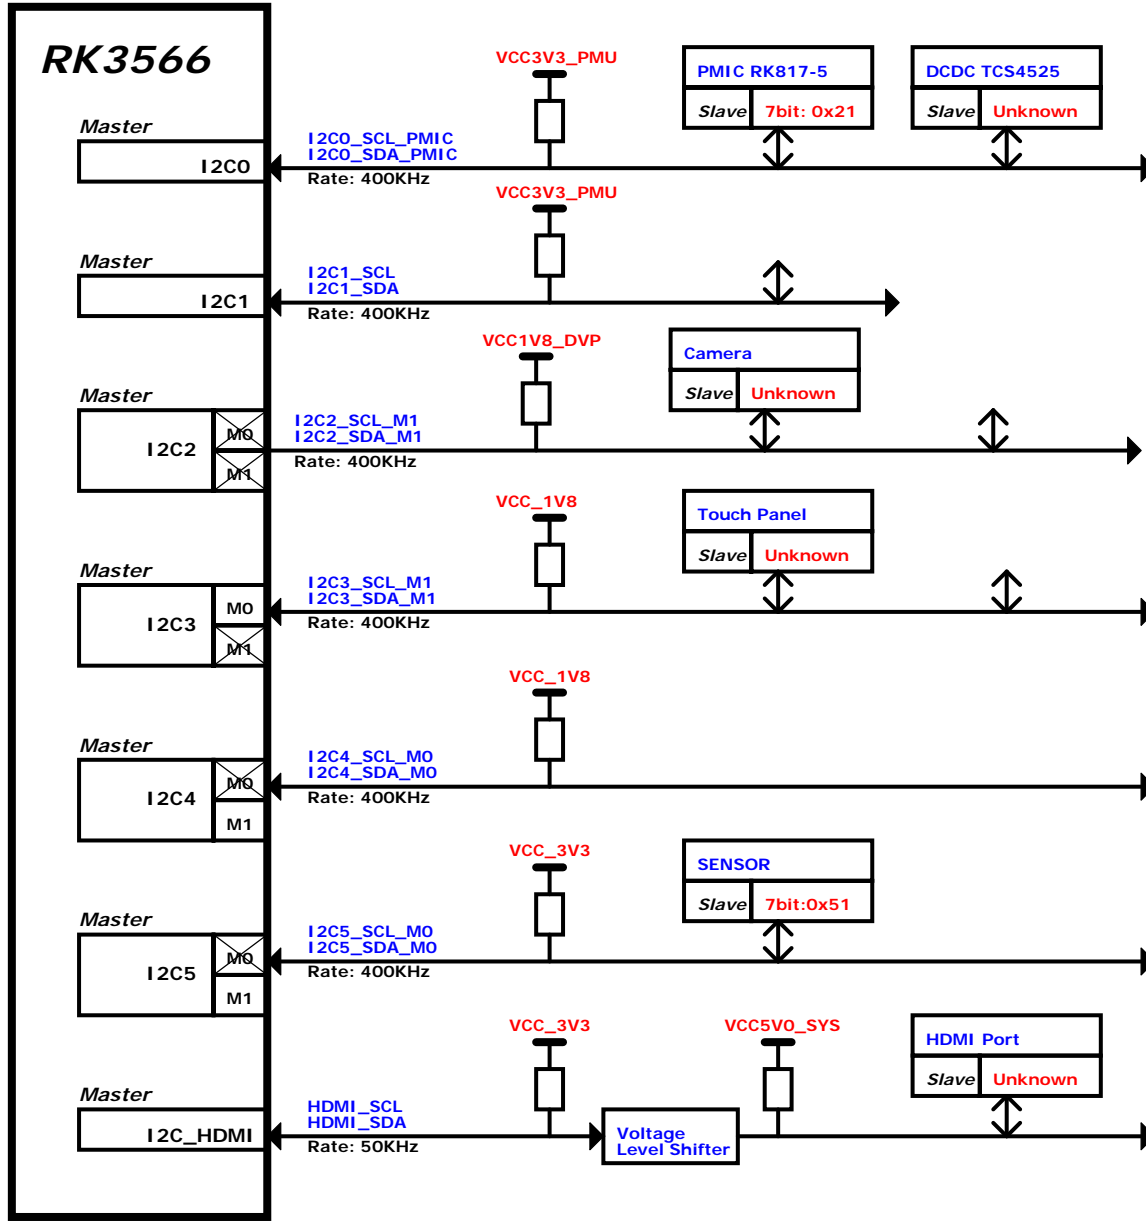 RK3566
VCC3V3_PMU
PMIC RK817-5
Slave 7bit: 0x21
DCDC TCS4525
Slave Unknown
Master
I2C0
I2C0_SCL_PMIC
I2C0_SDA_PMIC
Rate: 400KHz
VCC3V3_PMU
Master
I2C1
I2C1_SCL
I2C1_SDA
Rate: 400KHz
VCC1V8_DVP
Camera
Slave Unknown
Master
I2C2
M0
M1
I2C2_SCL_M1
I2C2_SDA_M1
Rate: 400KHz
VCC_1V8
Touch Panel
Slave Unknown
Master
I2C3
M0
M1
I2C3_SCL_M1
I2C3_SDA_M1
Rate: 400KHz
VCC_1V8
Master
I2C4
M0
M1
I2C4_SCL_M0
I2C4_SDA_M0
Rate: 400KHz
VCC_3V3
SENSOR
Slave 7bit:0x51
Master
I2C5
M0
M1
I2C5_SCL_M0
I2C5_SDA_M0
Rate: 400KHz
VCC_3V3
VCC5V0_SYS
HDMI Port
Slave Unknown
Master
I2C_HDMI
HDMI_SCL
HDMI_SDA
Rate: 50KHz
Voltage
Level Shifter